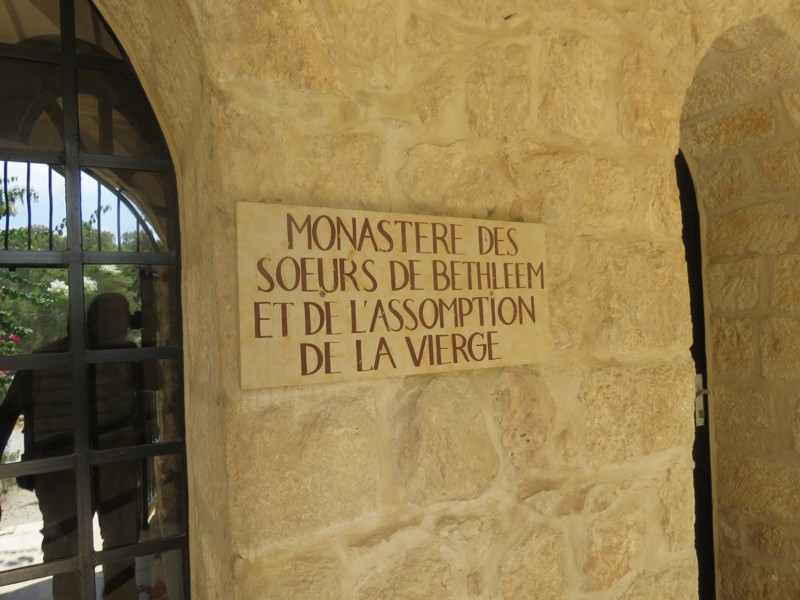 MONASTERE DES
SOEURS DE BETHLEEM
ET DE L'ASSOMPTION
DE LA VIERGE